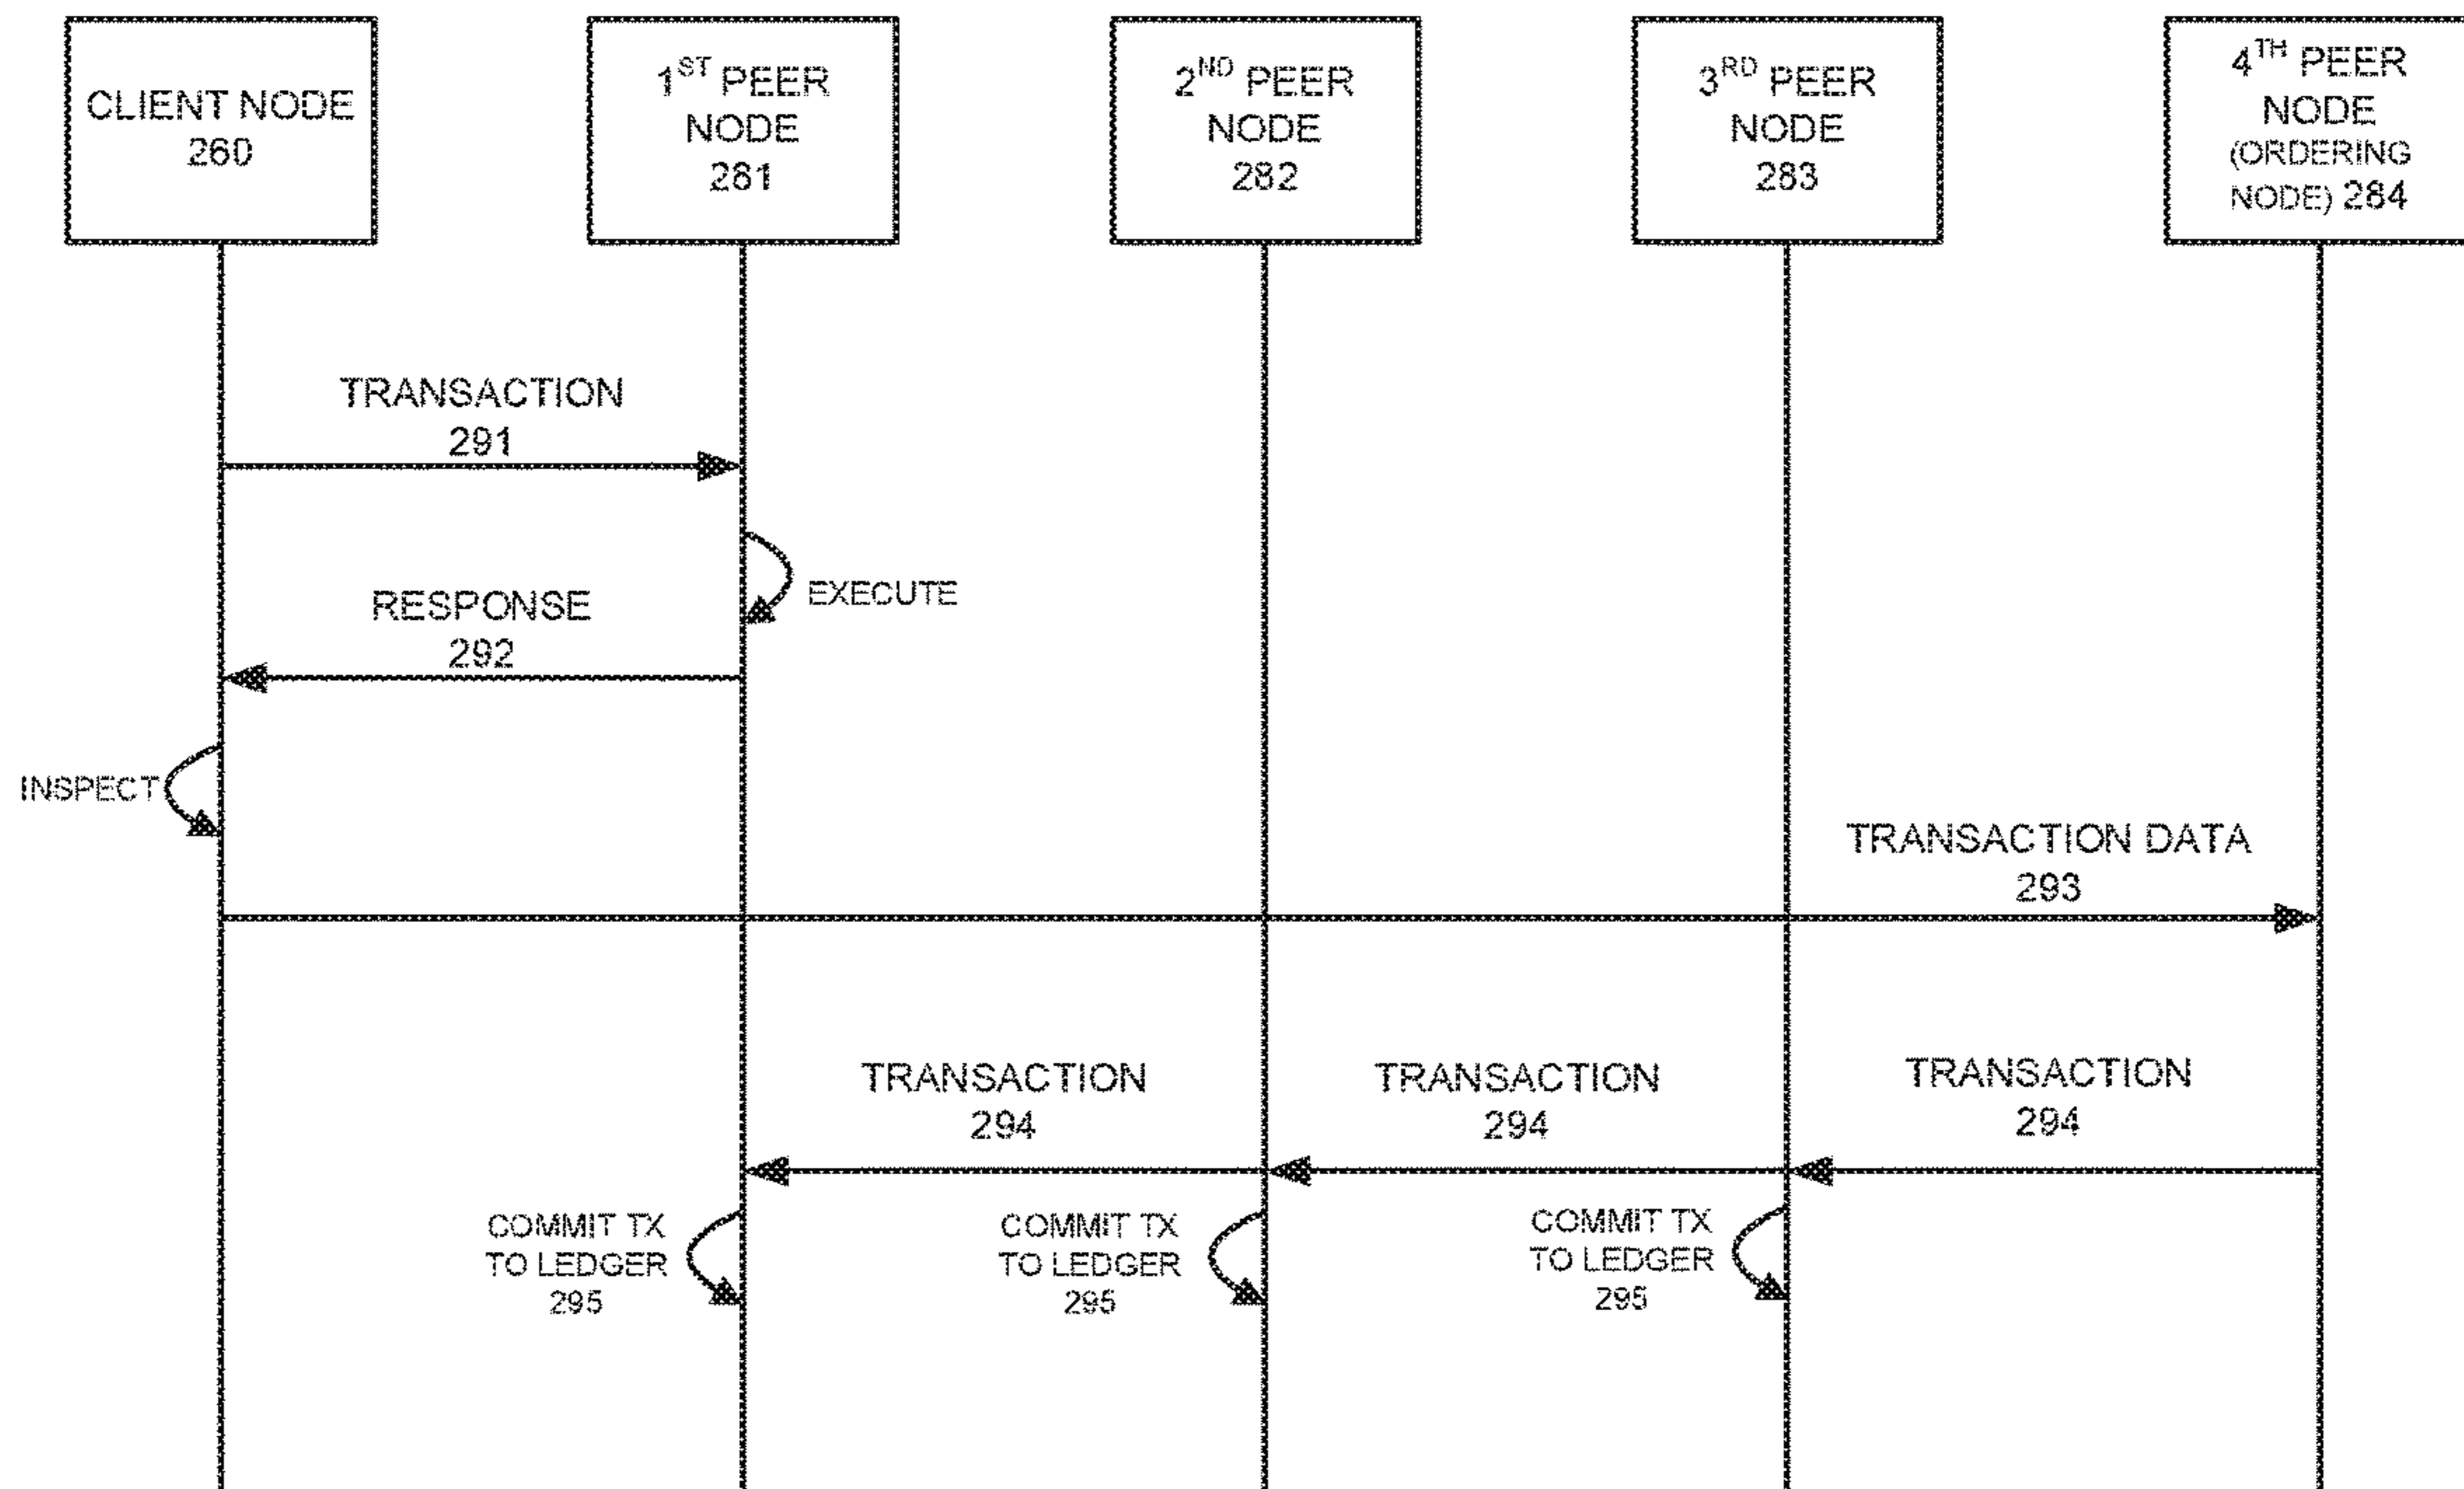 CLIENT NODE
260
1ST PEER
NODE
281
2ND PEER
NODE
282
3RD PEER
NODE
283
4TH PEER
NODE
(ORDERING
NODE) 284
TRANSACTION
291
EXECUTE
RESPONSE
292
INSPECT
TRANSACTION DATA
293
TRANSACTION
294
TRANSACTION
294
TRANSACTION
294
COMMIT TX
TO LEDGER
295
COMMIT TX
TO LEDGER
295
COMMIT TX
TO LEDGER
295